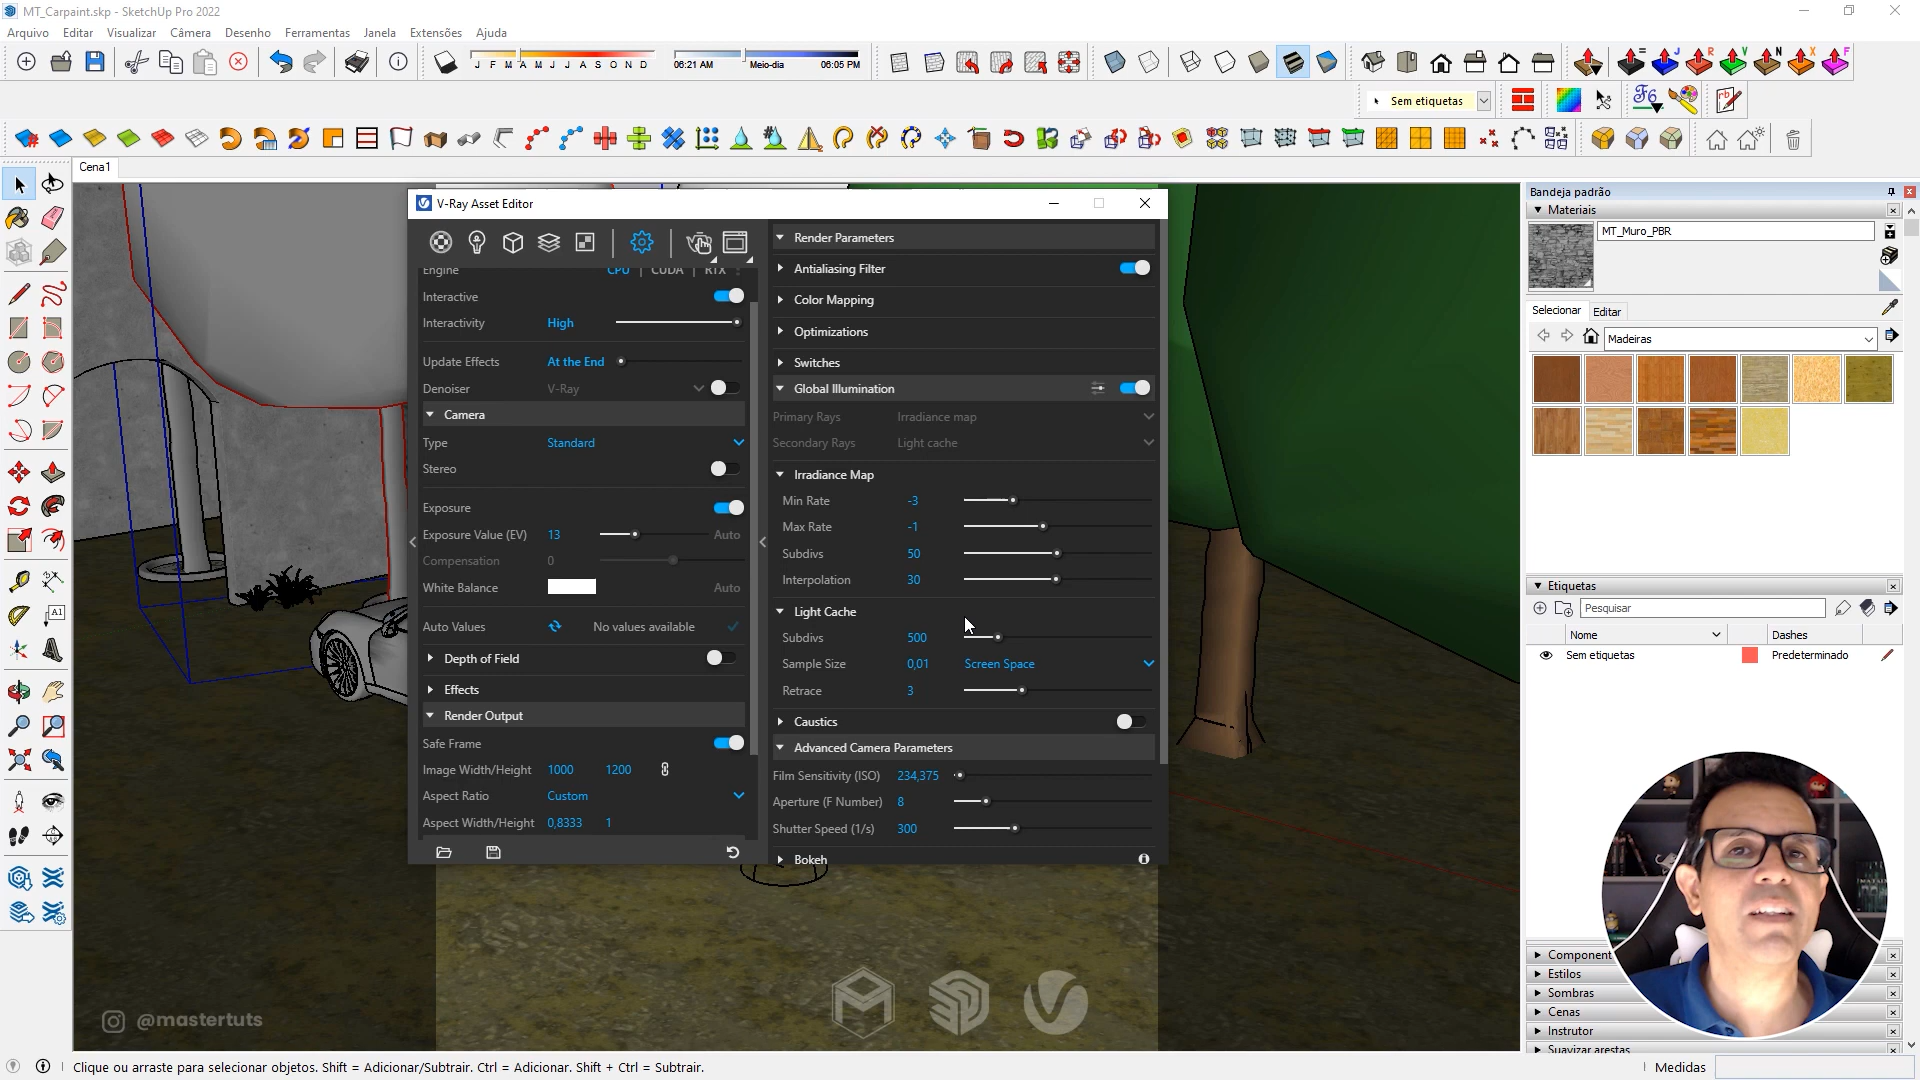 MT_Carpaint.skp - SketchUp Pro 2022
Arquivo Editar Visualizar Câmera Desenho Ferramentas Janela Extensões Ajuda
J F M A M J J A S O N D 06:21 AM Meio-dia 06:05 PM
Sem etiquetas
Cena1
V-Ray Asset Editor
Engine CPU | CUDA | RTX
Interactive
Interactivity High
Update Effects At the End
Denoiser V-Ray
Camera
Type Standard
Stereo
Exposure
Exposure Value (EV) 13 Auto
Compensation 0
White Balance Auto
Auto Values No values available
Depth of Field
Effects
Render Output
Safe Frame
Image Width/Height 1000 1200
Aspect Ratio Custom
Aspect Width/Height 0,8333 1
Render Parameters
Antialiasing Filter
Color Mapping
Optimizations
Switches
Global Illumination
Primary Rays Irradiance map
Secondary Rays Light cache
Irradiance Map
Min Rate -3
Max Rate -1
Subdivs 50
Interpolation 30
Light Cache
Subdivs 500
Sample Size 0,01 Screen Space
Retrace 3
Caustics
Advanced Camera Parameters
Film Sensitivity (ISO) 234,375
Aperture (F Number) 8
Shutter Speed (1/s) 300
Bokeh
Bandeja padrão
Materiais
MT_Muro_PBR
Selecionar Editar
Madeiras
Etiquetas
Pesquisar
Nome Dashes
Sem etiquetas Predeterminado
Component
Estilos
Sombras
Cenas
Instrutor
Suavizar arestas
@mastertuts
Clique ou arraste para selecionar objetos. Shift = Adicionar/Subtrair. Ctrl = Adicionar. Shift + Ctrl = Subtrair.
Medidas